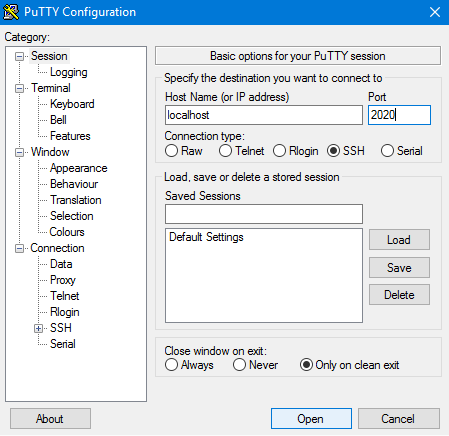 PuTTY Configuration
Category:
Session
Logging
Terminal
Keyboard
Bell
Features
Window
Appearance
Behaviour
Translation
Selection
Colours
Connection
Data
Proxy
Telnet
Rlogin
SSH
Serial
Basic options for your PuTTY session
Specify the destination you want to connect to
Host Name (or IP address) Port
localhost 2020
Connection type:
Raw Telnet Rlogin SSH Serial
Load, save or delete a stored session
Saved Sessions
Default Settings
Load
Save
Delete
Close window on exit:
Always Never Only on clean exit
About Open Cancel